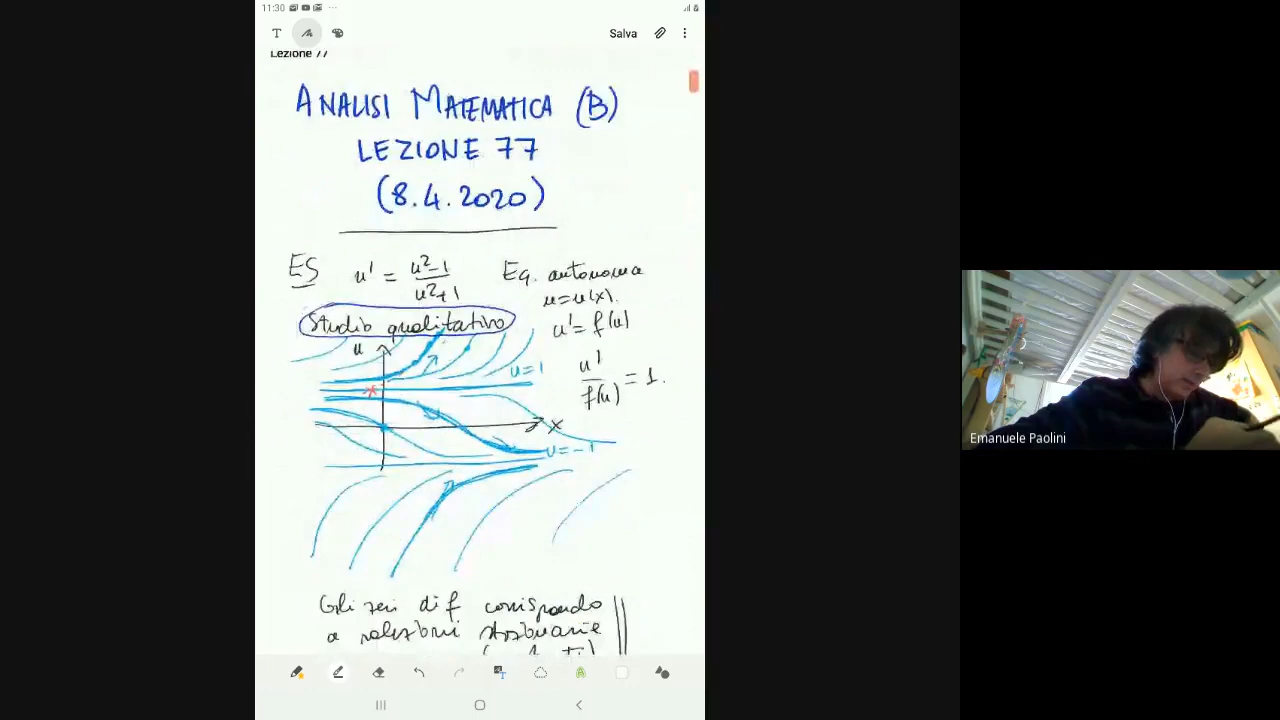 11:30
T
Salva
Lezione 77
ANALISI MATEMATICA (B)
LEZIONE 77
(8.4.2020)
ES u' = u²-1 / u²+1
Eq. autonoma
u=u(x).
Studio qualitativo
u' = f(u)
u
u=1
u' / f(u) = 1.
x
u=-1
Gli zeri di f corrispondo
a soluzioni stazionarie
Emanuele Paolini